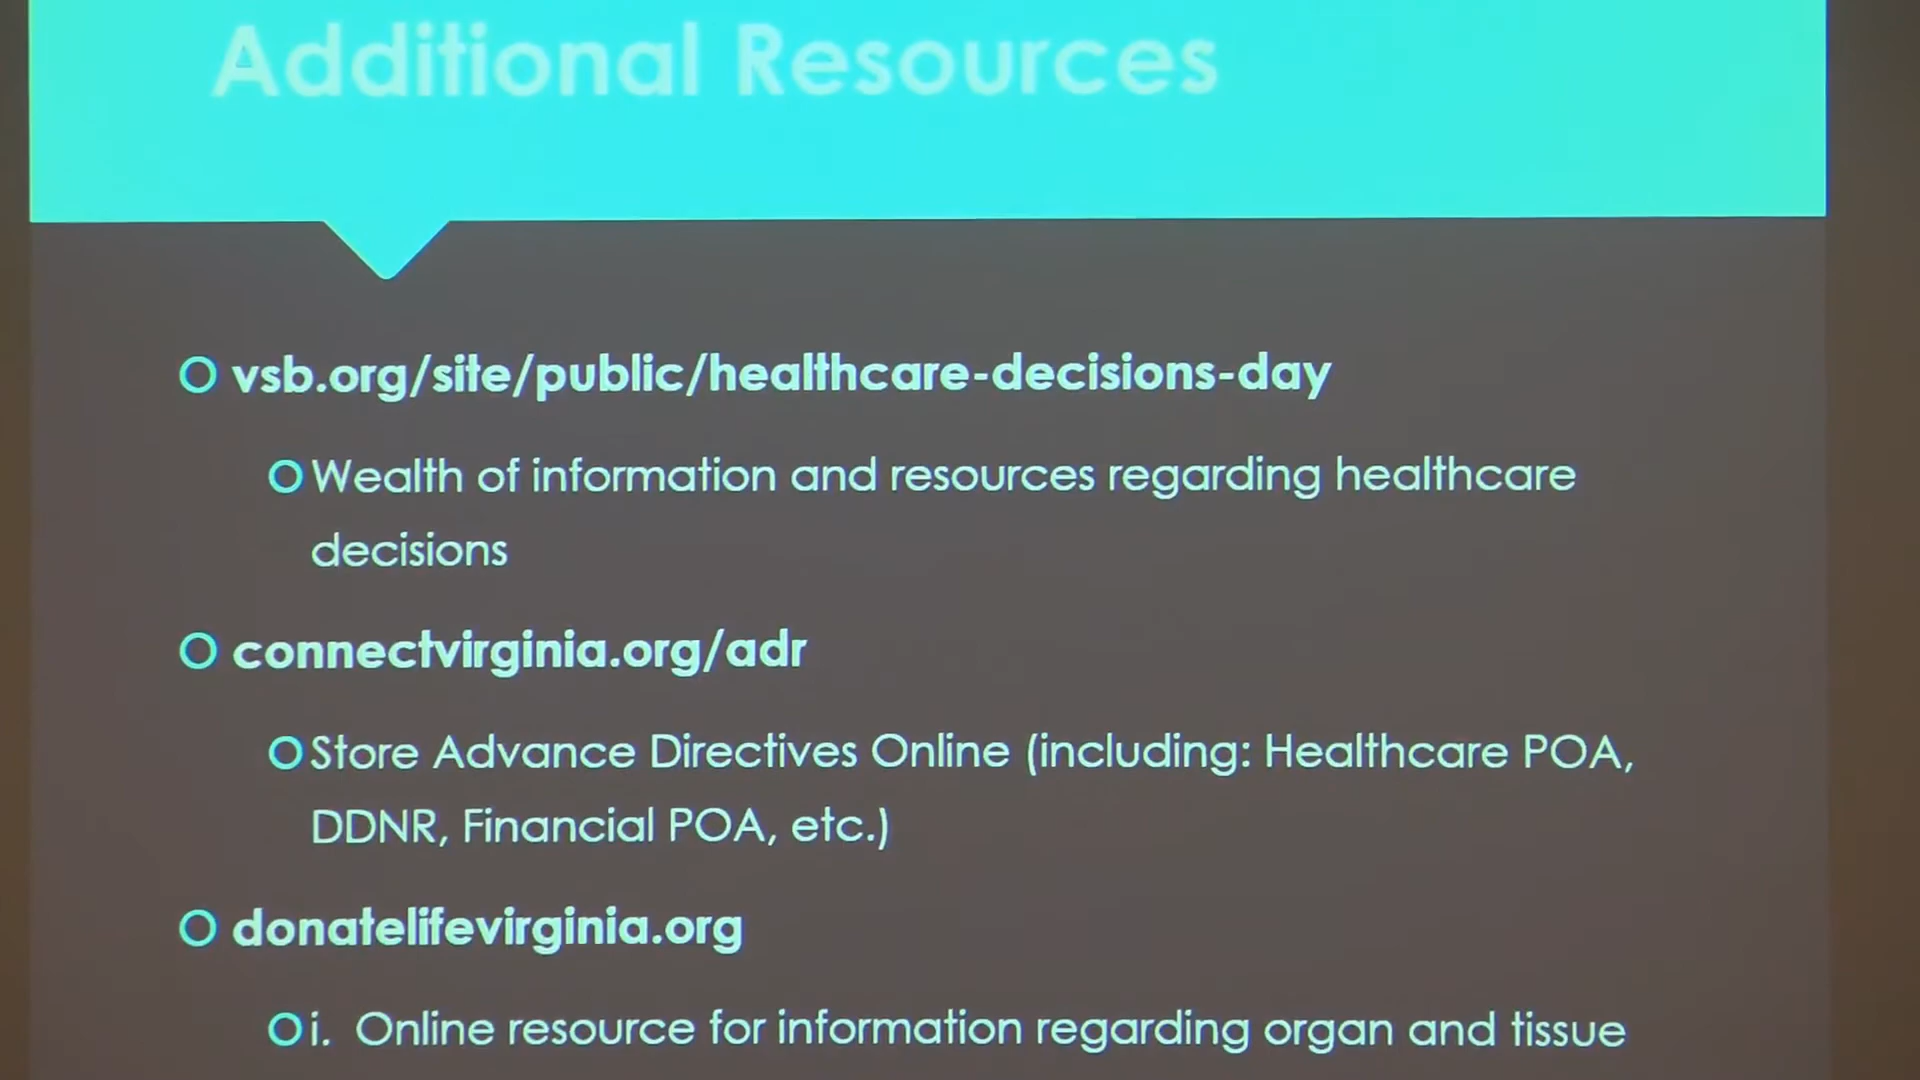 Additional Resources
vsb.org/site/public/healthcare-decisions-day
Wealth of information and resources regarding healthcare
decisions
connectvirginia.org/adr
Store Advance Directives Online (including: Healthcare POA,
DDNR, Financial POA, etc.)
donatelifevirginia.org
i. Online resource for information regarding organ and tissue